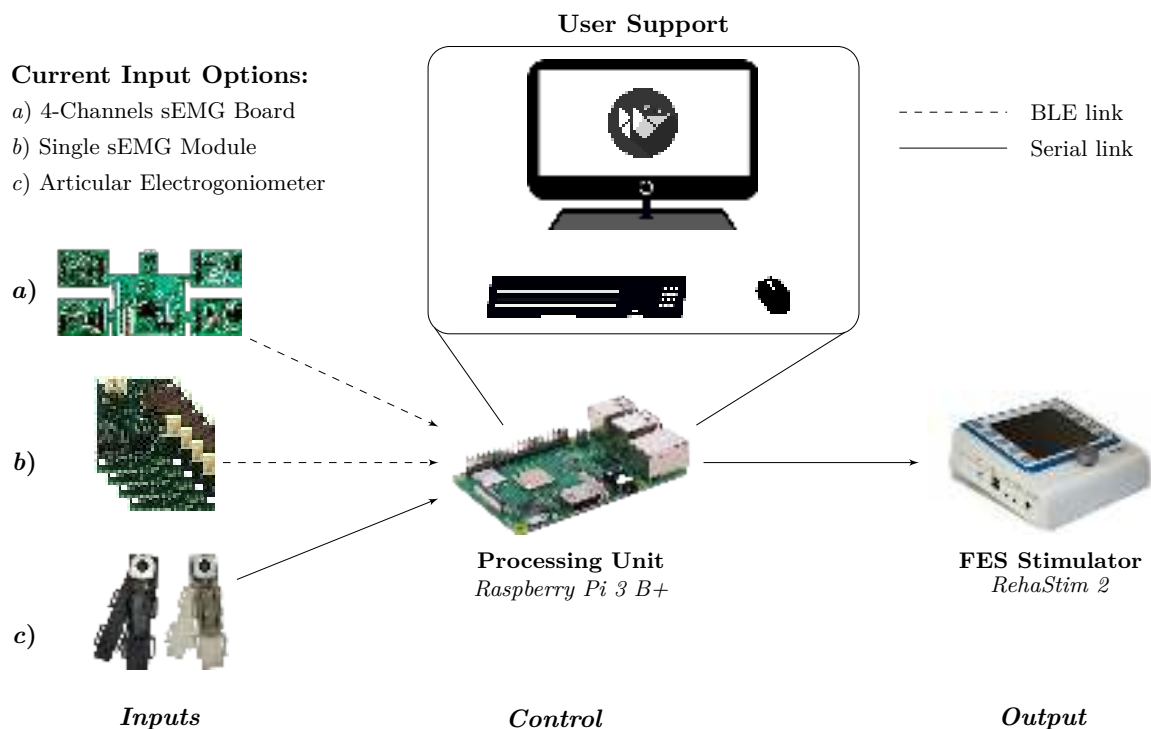 User Support
Current Input Options:
a) 4-Channels sEMG Board
b) Single sEMG Module
c) Articular Electrogoniometer
BLE link
Serial link
a)
b)
c)
Processing Unit
Raspberry Pi 3 B+
FES Stimulator
RehaStim 2
Inputs
Control
Output